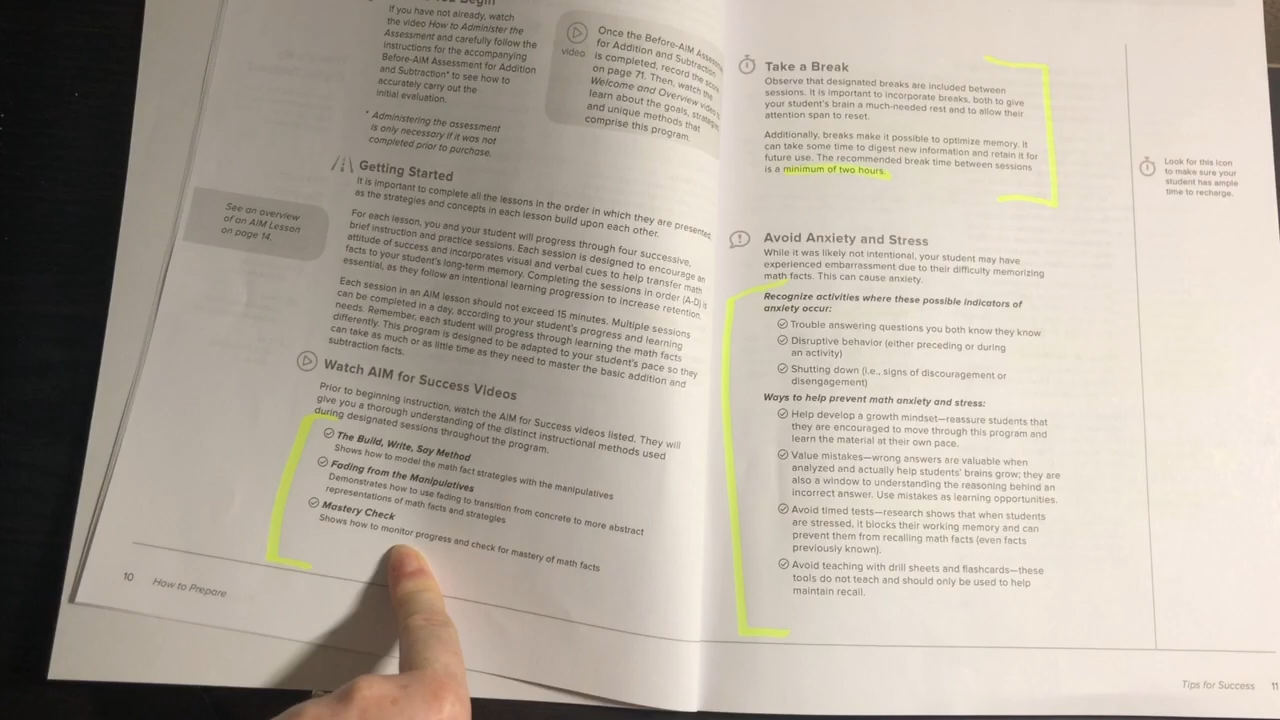 You Begin
If you have not already, watch
the video How to Administer the
Assessment and carefully follow the
instructions for the accompanying
Before-AIM Assessment for Addition
and Subtraction* to see how to
accurately carry out the
initial evaluation.
* Administering the assessment
is only necessary if it was not
completed prior to purchase.
video
Once the Before-AIM Assessm
for Addition and Subtraction
is completed, record the score
on page 71. Then, watch the
Welcome and Overview video to
learn about the goals, strategies
and unique methods that
comprise this program.
Getting Started
It is important to complete all the lessons in the order in which they are presented,
as the strategies and concepts in each lesson build upon each other.
See an overview
of an AIM Lesson
on page 14.
For each lesson, you and your student will progress through four successive,
brief instruction and practice sessions. Each session is designed to encourage an
attitude of success and incorporates visual and verbal cues to help transfer math
facts to your student's long-term memory. Completing the sessions in order (A-D) is
essential, as they follow an intentional learning progression to increase retention.
Each session in an AIM lesson should not exceed 15 minutes. Multiple sessions
can be completed in a day, according to your student's progress and learning
needs. Remember, each student will progress through learning the math facts
differently. This program is designed to be adapted to your student's pace so they
can take as much or as little time as they need to master the basic addition and
subtraction facts.
Watch AIM for Success Videos
Prior to beginning instruction, watch the AIM for Success videos listed. They will
give you a thorough understanding of the distinct instructional methods used
during designated sessions throughout the program.
The Build, Write, Say Method
Shows how to model the math fact strategies with the manipulatives
Fading from the Manipulatives
Demonstrates how to use fading to transition from concrete to more abstract
representations of math facts and strategies
Mastery Check
Shows how to monitor progress and check for mastery of math facts
10 How to Prepare
Take a Break
Observe that designated breaks are included between
sessions. It is important to incorporate breaks, both to give
your student's brain a much-needed rest and to allow their
attention span to reset.
Additionally, breaks make it possible to optimize memory. It
can take some time to digest new information and retain it for
future use. The recommended break time between sessions
is a minimum of two hours.
Look for this icon
to make sure your
student has ample
time to recharge.
Avoid Anxiety and Stress
While it was likely not intentional, your student may have
experienced embarrassment due to their difficulty memorizing
math facts. This can cause anxiety.
Recognize activities where these possible indicators of
anxiety occur:
Trouble answering questions you both know they know
Disruptive behavior (either preceding or during
an activity)
Shutting down (i.e., signs of discouragement or
disengagement)
Ways to help prevent math anxiety and stress:
Help develop a growth mindset—reassure students that
they are encouraged to move through this program and
learn the material at their own pace.
Value mistakes—wrong answers are valuable when
analyzed and actually help students' brains grow; they are
also a window to understanding the reasoning behind an
incorrect answer. Use mistakes as learning opportunities.
Avoid timed tests—research shows that when students
are stressed, it blocks their working memory and can
prevent them from recalling math facts (even facts
previously known).
Avoid teaching with drill sheets and flashcards—these
tools do not teach and should only be used to help
maintain recall.
Tips for Success 11